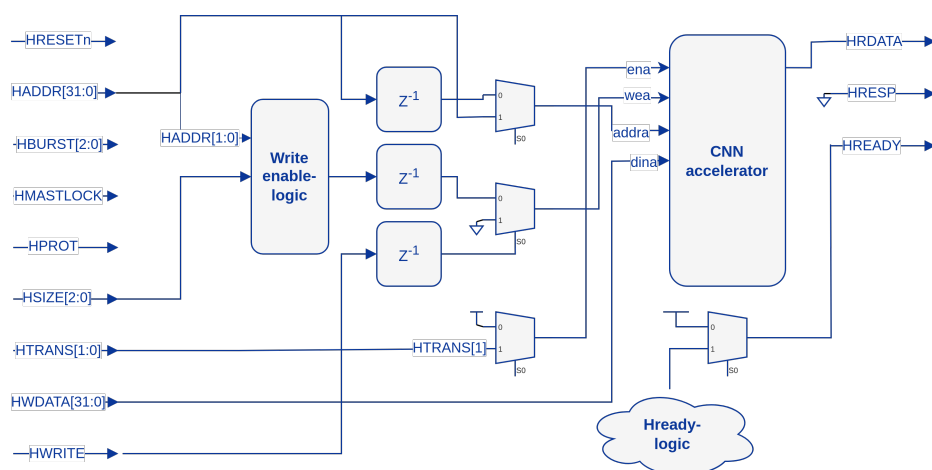 HRESETn
HADDR[31:0]
HBURST[2:0]
HMASTLOCK
HPROT
HSIZE[2:0]
HTRANS[1:0]
HWDATA[31:0]
HWRITE
HADDR[1:0]
Write
enable-
logic
Z-1
Z-1
Z-1
0
1
S0
0
1
S0
HTRANS[1]
0
1
S0
ena
wea
addra
dina
CNN
accelerator
0
1
S0
Hready-
logic
HRDATA
HRESP
HREADY